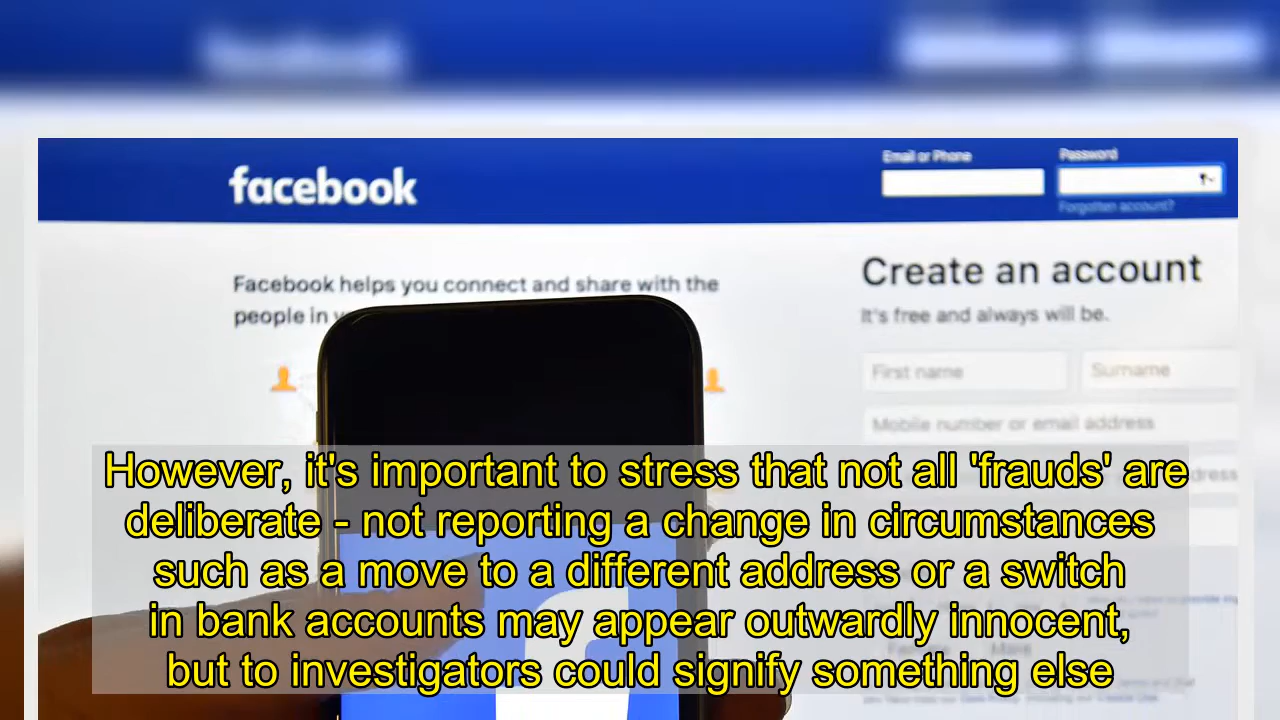 facebook
Email or Phone
Password
Forgotten account?
Facebook helps you connect and share with the
people in
Create an account
It's free and always will be.
First name
Surname
Mobile number or email address
However, it's important to stress that not all 'frauds' are
deliberate - not reporting a change in circumstances
such as a move to a different address or a switch
in bank accounts may appear outwardly innocent,
but to investigators could signify something else